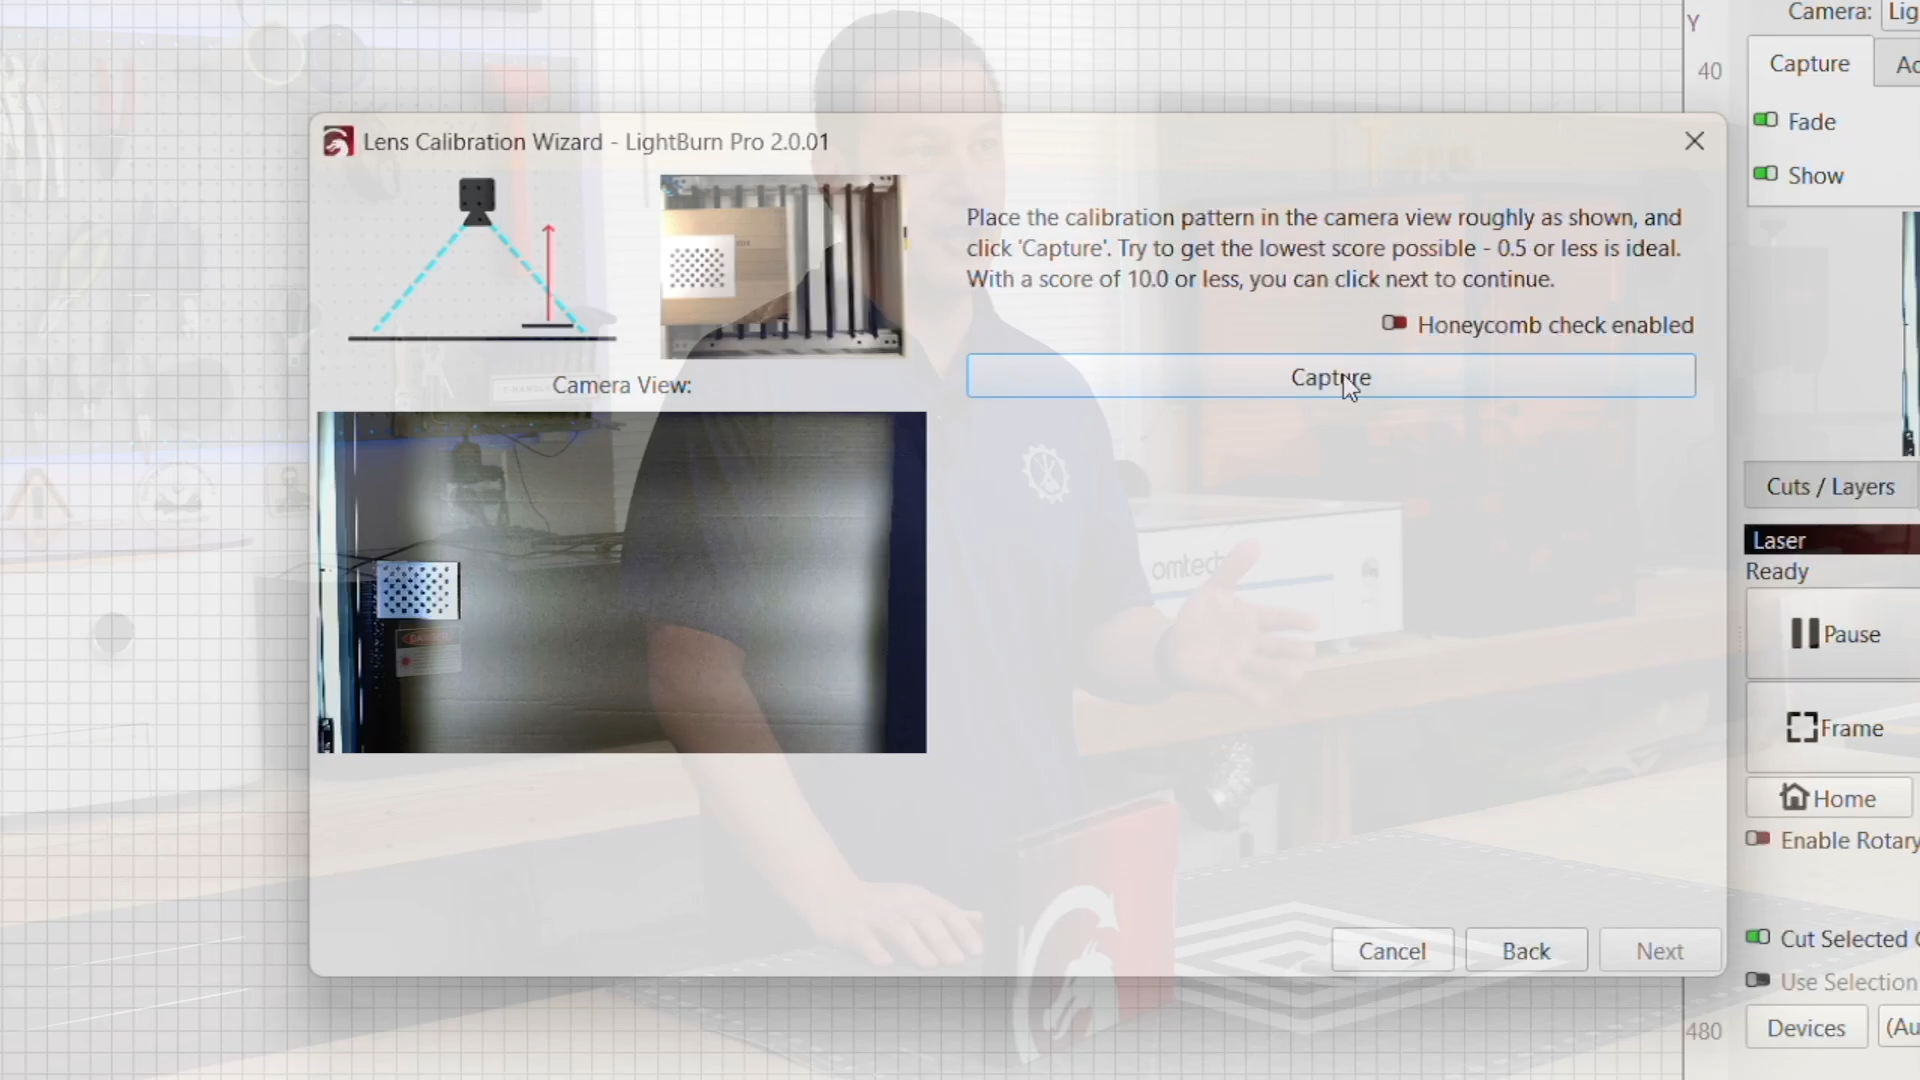 Y
40
Camera: Lig
Capture
Ad
Fade
Show
Lens Calibration Wizard - LightBurn Pro 2.0.01
Place the calibration pattern in the camera view roughly as shown, and
click 'Capture'. Try to get the lowest score possible - 0.5 or less is ideal.
With a score of 10.0 or less, you can click next to continue.
Honeycomb check enabled
Capture
Camera View:
DANGER
omtech
Cancel
Back
Next
Cuts / Layers
Laser
Ready
Pause
Frame
Home
Enable Rotary
Cut Selected G
Use Selection
480
Devices
(Au